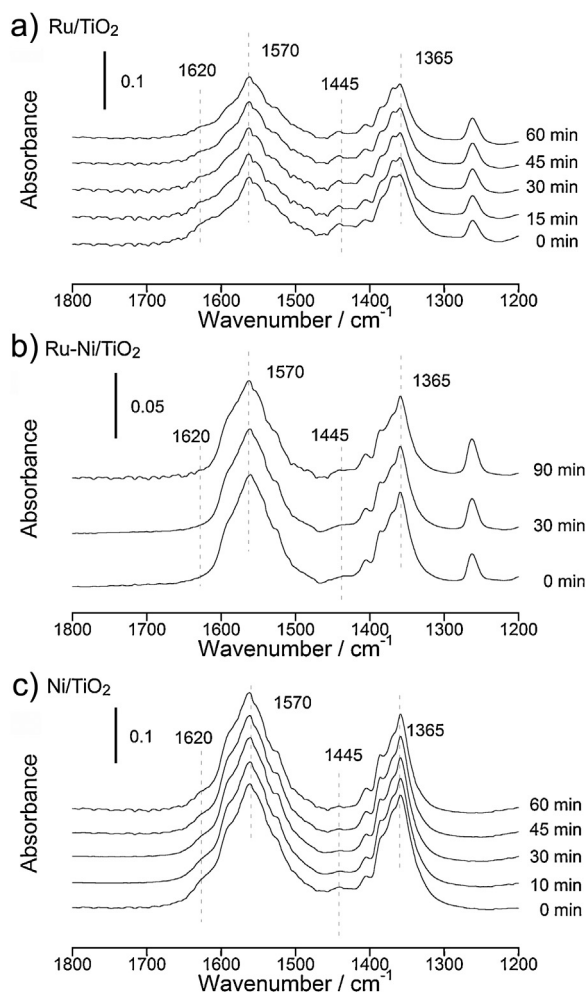 a) Ru/TiO2
0.1
1620
1570
1445
1365
Absorbance
60 min
45 min
30 min
15 min
0 min
1800 1700 1600 1500 1400 1300 1200
Wavenumber / cm-1
b) Ru-Ni/TiO2
0.05
1620
1570
1445
1365
Absorbance
90 min
30 min
0 min
1800 1700 1600 1500 1400 1300 1200
Wavenumber / cm-1
c) Ni/TiO2
0.1
1620
1570
1445
1365
Absorbance
60 min
45 min
30 min
10 min
0 min
1800 1700 1600 1500 1400 1300 1200
Wavenumber / cm-1